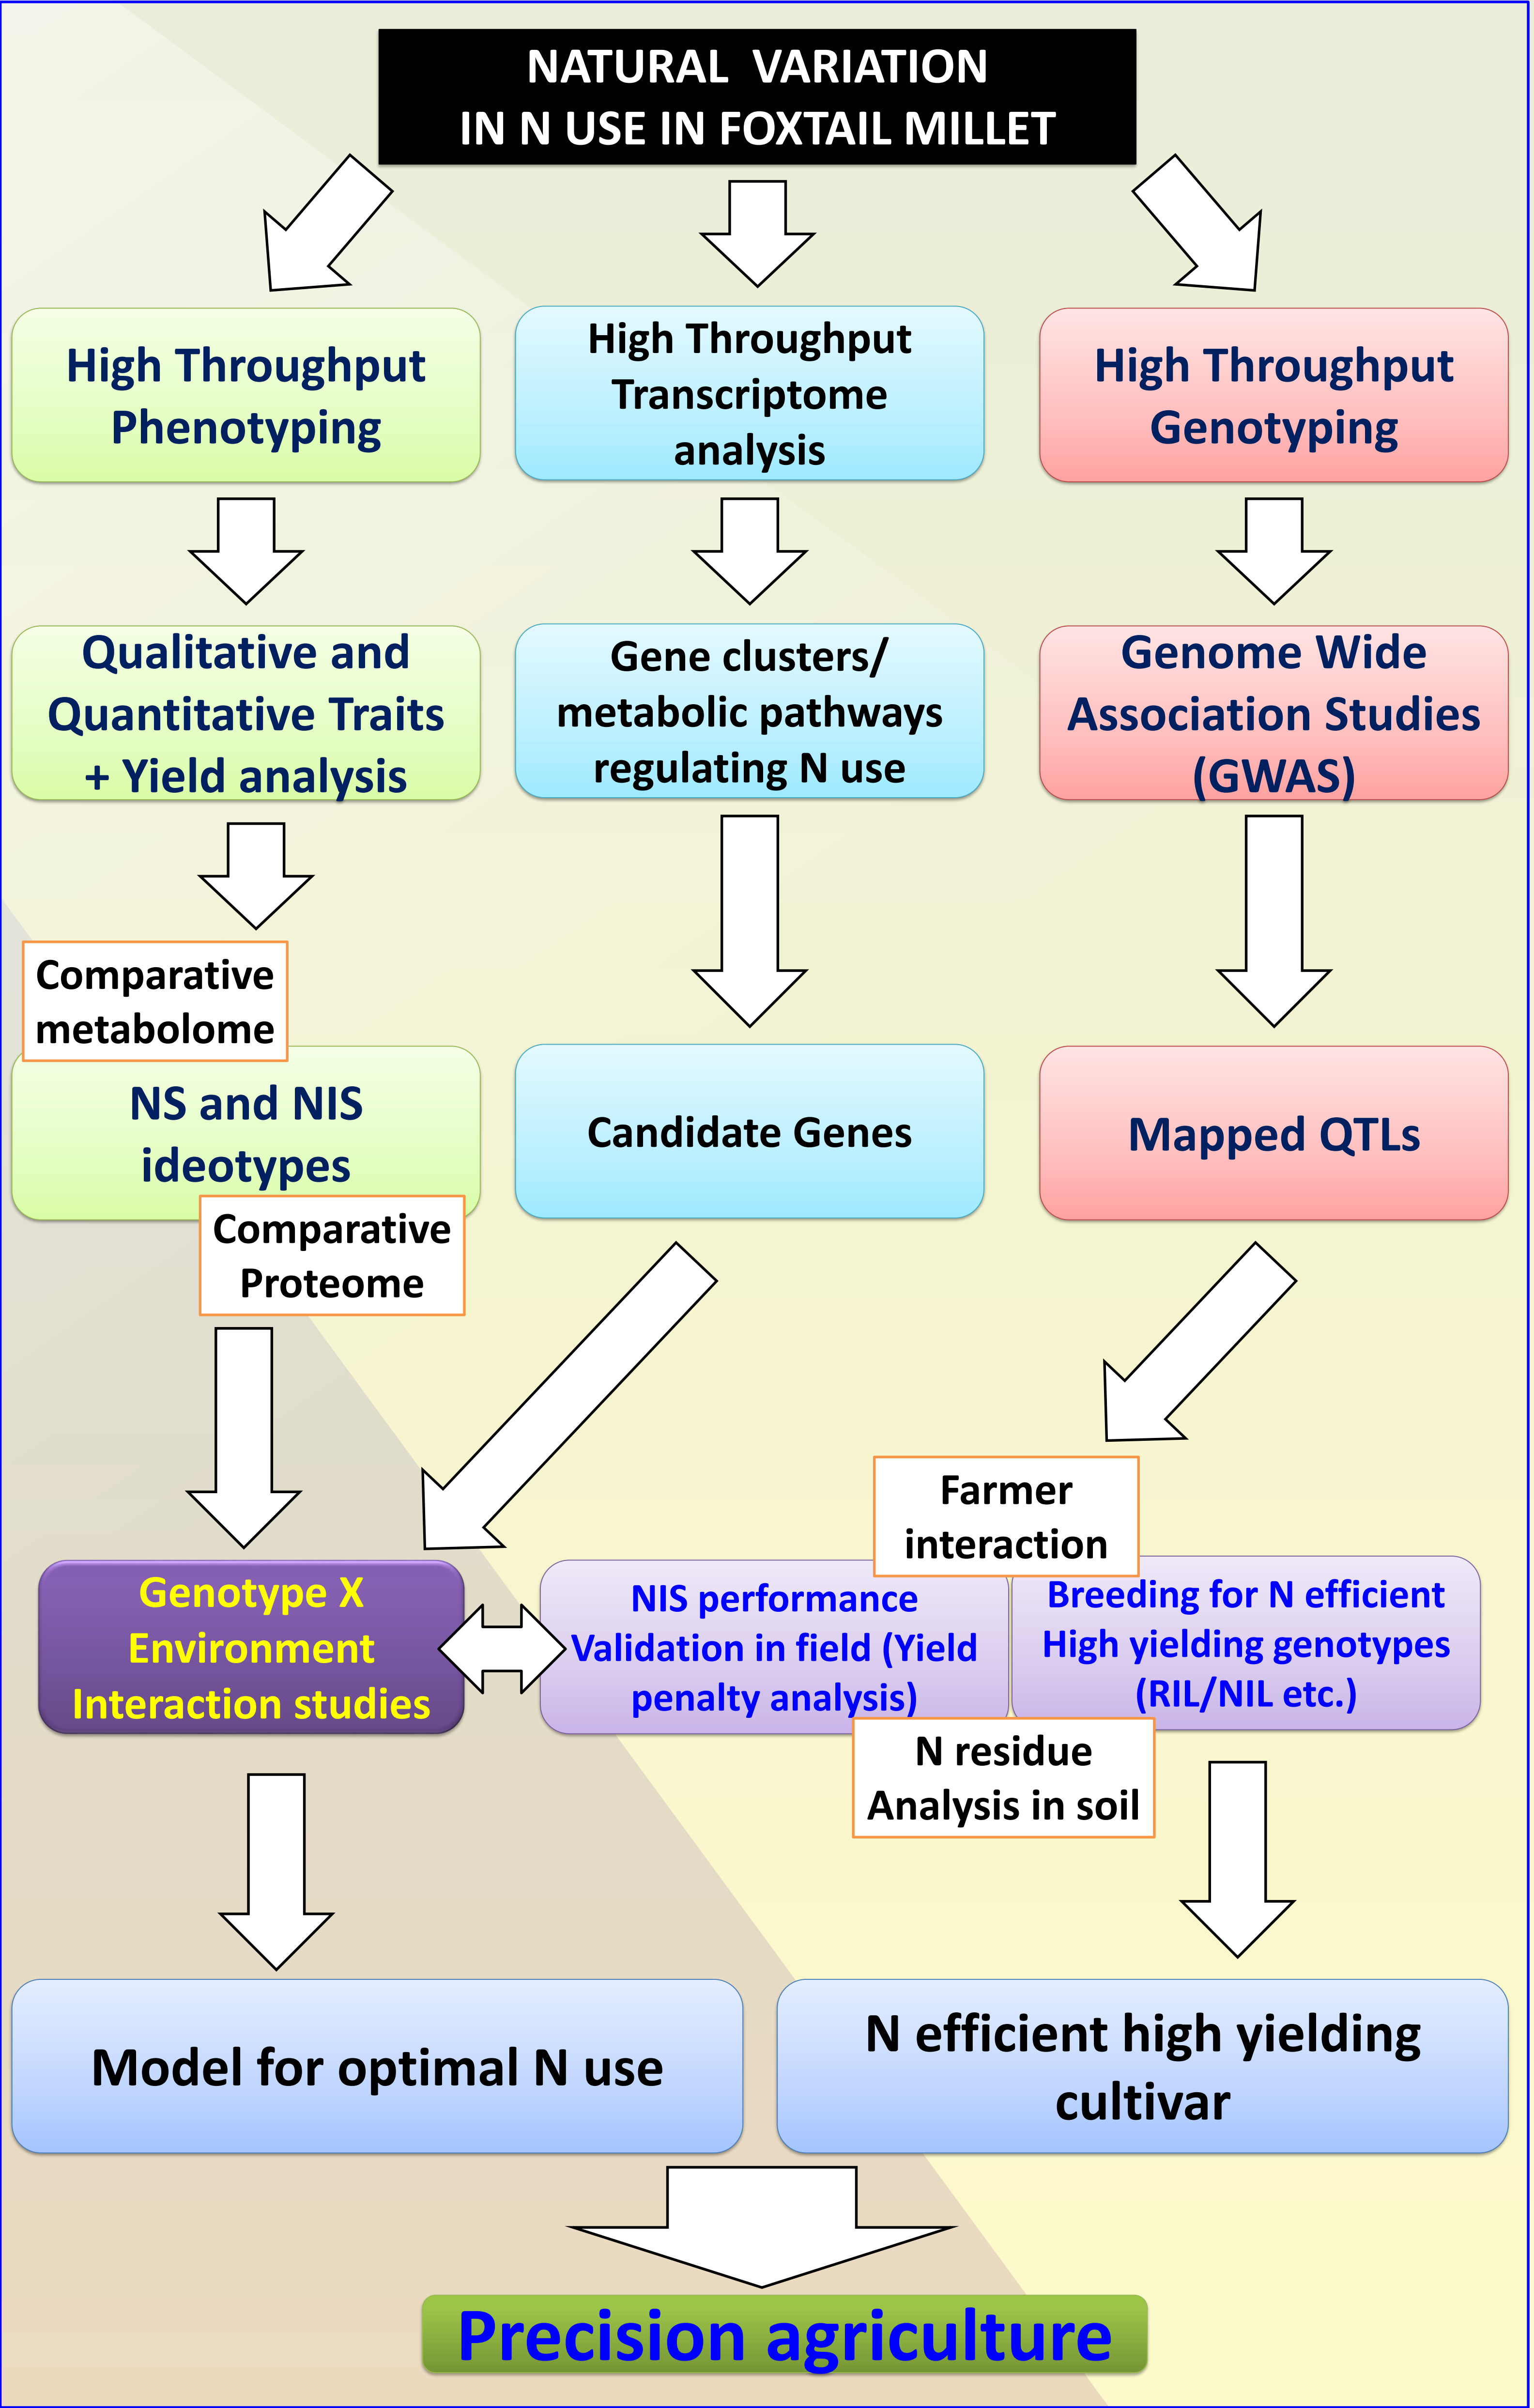 NATURAL VARIATION
IN N USE IN FOXTAIL MILLET
High Throughput
Phenotyping
High Throughput
Transcriptome
analysis
High Throughput
Genotyping
Qualitative and
Quantitative Traits
+ Yield analysis
Gene clusters/
metabolic pathways
regulating N use
Genome Wide
Association Studies
(GWAS)
Comparative
metabolome
NS and NIS
ideotypes
Comparative
Proteome
Candidate Genes
Mapped QTLs
Farmer
interaction
Genotype X
Environment
Interaction studies
NIS performance
Validation in field (Yield
penalty analysis)
Breeding for N efficient
High yielding genotypes
(RIL/NIL etc.)
N residue
Analysis in soil
Model for optimal N use
N efficient high yielding
cultivar
Precision agriculture